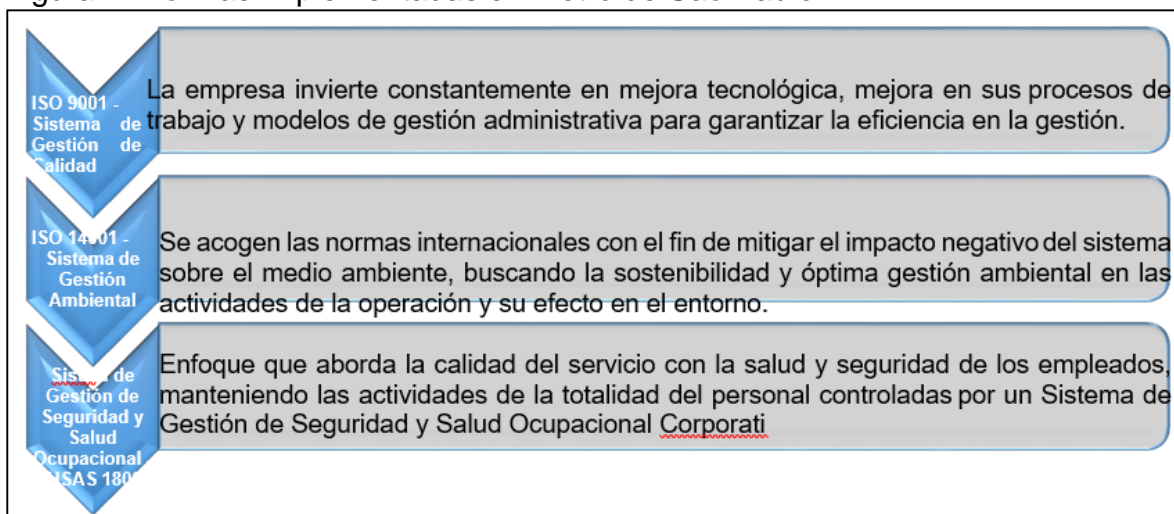 ISO 9001 -
Sistema de
Gestión de
Calidad
La empresa invierte constantemente en mejora tecnológica, mejora en sus procesos de
trabajo y modelos de gestión administrativa para garantizar la eficiencia en la gestión.
ISO 14001 -
Sistema de
Gestión
Ambiental
Se acogen las normas internacionales con el fin de mitigar el impacto negativo del sistema
sobre el medio ambiente, buscando la sostenibilidad y óptima gestión ambiental en las
actividades de la operación y su efecto en el entorno.
de
Gestión de
Seguridad y
Salud
Ocupacional
Enfoque que aborda la calidad del servicio con la salud y seguridad de los empleados,
manteniendo las actividades de la totalidad del personal controladas por un Sistema de
Gestión de Seguridad y Salud Ocupacional Corporati